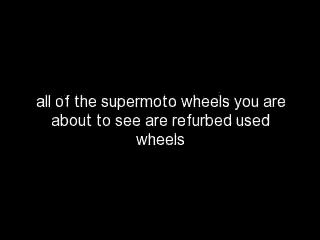 all of the supermoto wheels you are
about to see are refurbed used
wheels